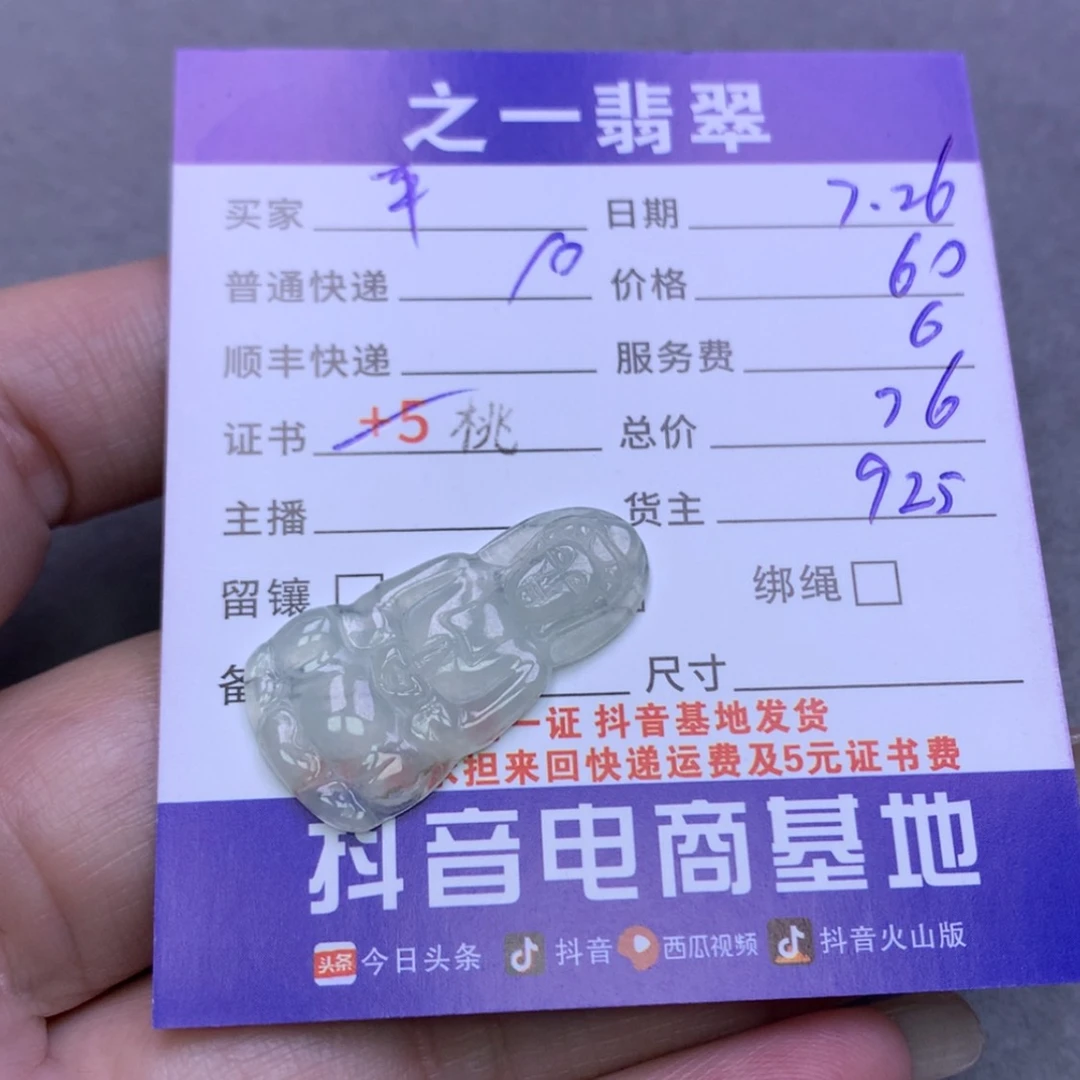 之一翡翠
买家 平 日期 7.26
普通快递 10 价格 60
顺丰快递 服务费 6
证书 +5 桃 总价 76
主播 货主 925
留镶 绑绳
尺寸
一证 抖音基地发货
担来回快递运费及5元证书费
抖音电商基地
头条 今日头条 抖音 西瓜视频 抖音火山版